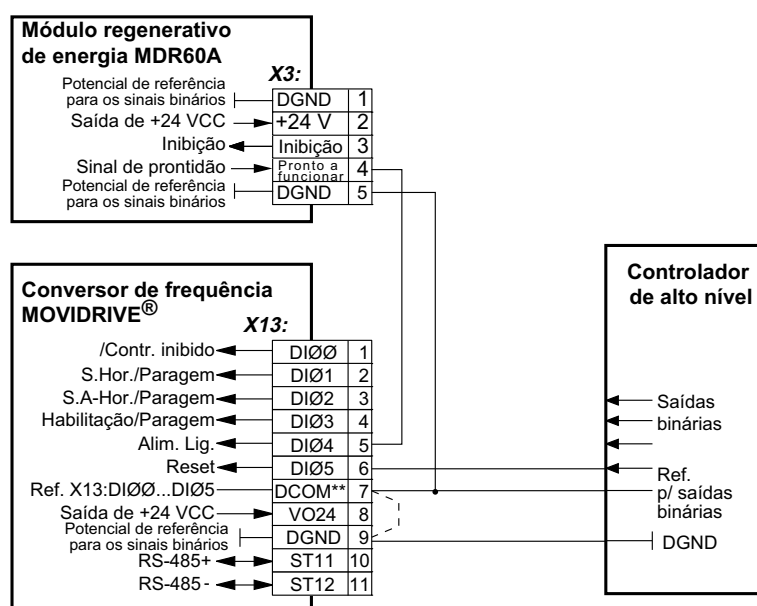 Módulo regenerativo
de energia MDR60A
X3:
Potencial de referência
para os sinais binários
DGND 1
Saída de +24 VCC
+24 V 2
Inibição
Inibição 3
Sinal de prontidão
Pronto a
funcionar
4
Potencial de referência
para os sinais binários
DGND 5
Conversor de frequência
MOVIDRIVE®
X13:
/Contr. inibido DIØØ 1
S.Hor./Paragem DIØ1 2
S.A-Hor./Paragem DIØ2 3
Habilitação/Paragem DIØ3 4
Alim. Lig. DIØ4 5
Reset DIØ5 6
Ref. X13:DIØØ...DIØ5 DCOM** 7
Saída de +24 VCC VO24 8
Potencial de referência
para os sinais binários
DGND 9
RS-485+ ST11 10
RS-485- ST12 11
Controlador
de alto nível
Saídas
binárias
Ref.
p/ saídas
binárias
DGND